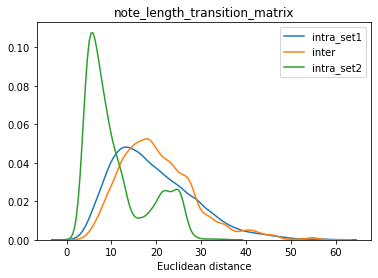 note_length_transition_matrix
intra_set1
inter
intra_set2
0.10
0.08
0.06
0.04
0.02
0.00
0 10 20 30 40 50 60
Euclidean distance